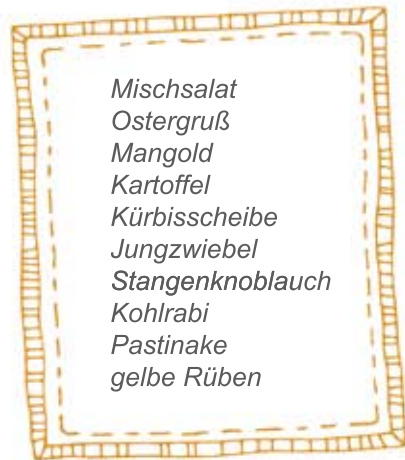 Mischsalat
Ostergruß
Mangold
Kartoffel
Kürbisscheibe
Jungzwiebel
Stangenknoblauch
Kohlrabi
Pastinake
gelbe Rüben